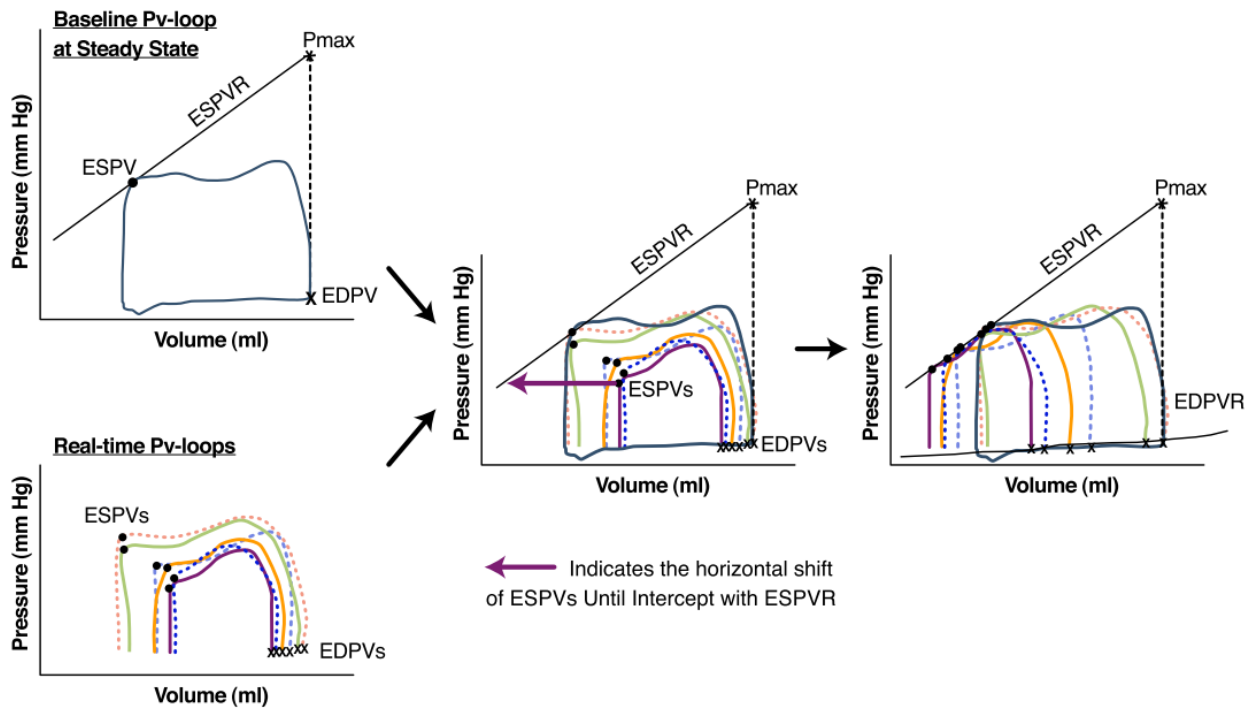 Baseline Pv-loop
at Steady State
Pmax
ESPVR
ESPV
EDPV
Pressure (mm Hg)
Volume (ml)
Real-time Pv-loops
ESPVs
EDPVs
Pressure (mm Hg)
Volume (ml)
Pmax
ESPVR
ESPVs
EDPVs
Pressure (mm Hg)
Volume (ml)
Pmax
ESPVR
EDPVR
Pressure (mm Hg)
Volume (ml)
Indicates the horizontal shift
of ESPVs Until Intercept with ESPVR